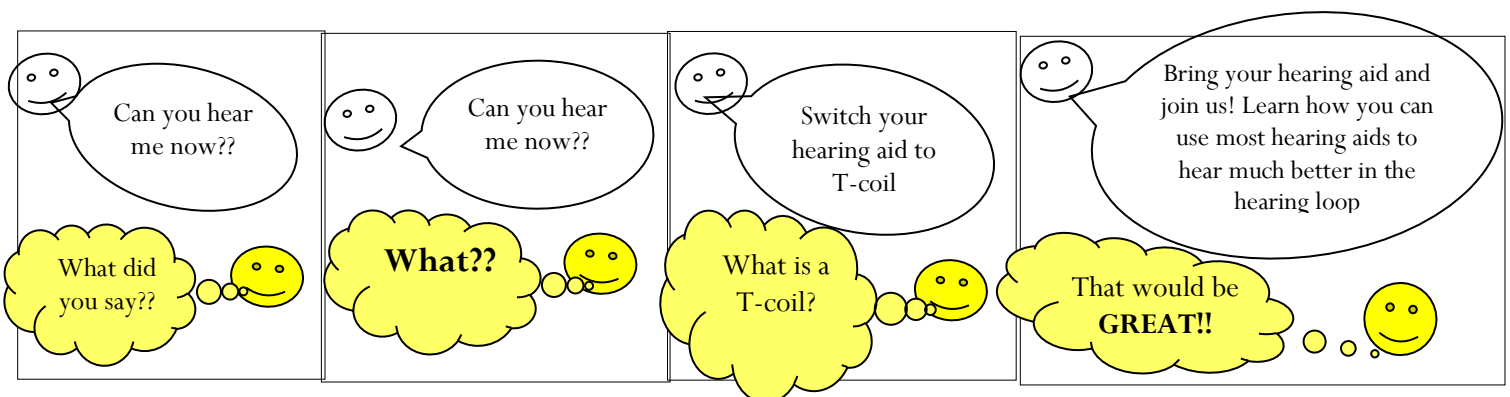 Can you hear
me now??
What did
you say??
Can you hear
me now??
What??
Switch your
hearing aid to
T-coil
What is a
T-coil?
Bring your hearing aid and
join us! Learn how you can
use most hearing aids to
hear much better in the
hearing loop
That would be
GREAT!!